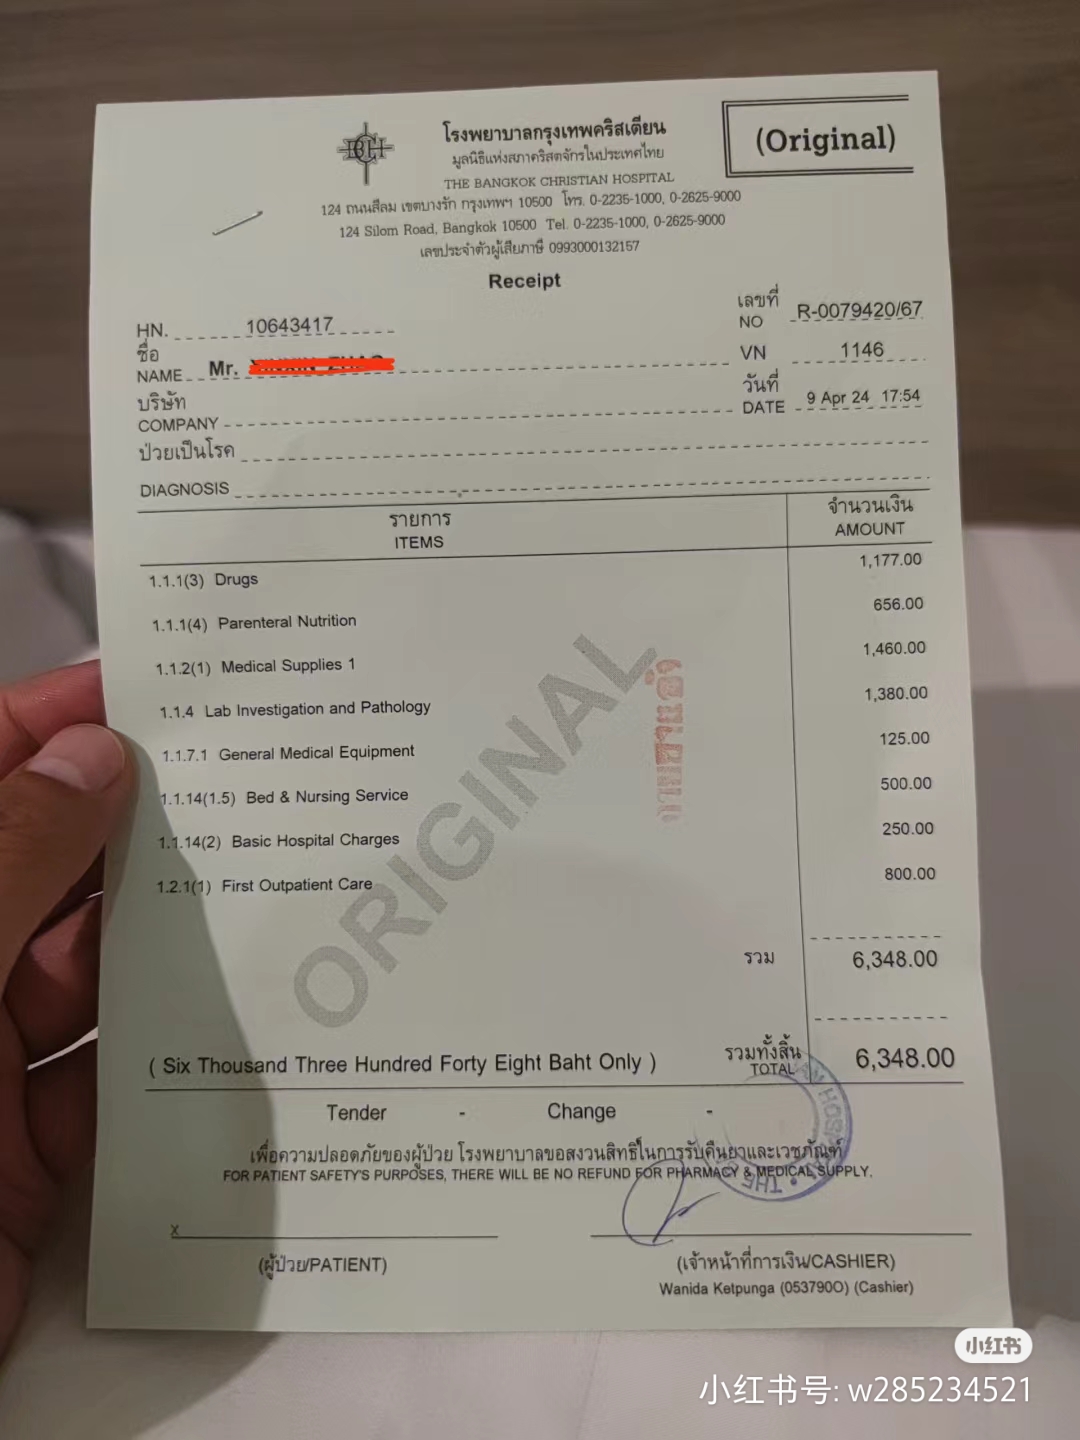 BCH
โรงพยาบาลกรุงเทพคริสเตียน
มูลนิธิแห่งสภาคริสตจักรในประเทศไทย
THE BANGKOK CHRISTIAN HOSPITAL
124 ถนนสีลม เขตบางรัก กรุงเทพฯ 10500 โทร. 0-2235-1000, 0-2625-9000
124 Silom Road, Bangkok 10500 Tel. 0-2235-1000, 0-2625-9000
เลขประจำตัวผู้เสียภาษี 0993000132157
(Original)
Receipt
HN. 10643417
เลขที่
NO R-0079420/67
ชื่อ
NAME Mr.
VN 1146
บริษัท
COMPANY
วันที่
DATE 9 Apr 24 17:54
ป่วยเป็นโรค
DIAGNOSIS
รายการ จำนวนเงิน
ITEMS AMOUNT
1.1.1(3) Drugs 1,177.00
1.1.1(4) Parenteral Nutrition 656.00
1.1.2(1) Medical Supplies 1 1,460.00
1.1.4 Lab Investigation and Pathology 1,380.00
1.1.7.1 General Medical Equipment 125.00
1.1.14(1.5) Bed & Nursing Service 500.00
1.1.14(2) Basic Hospital Charges 250.00
1.2.1(1) First Outpatient Care 800.00
ORIGINAL
รวม 6,348.00
( Six Thousand Three Hundred Forty Eight Baht Only ) รวมทั้งสิ้น 6,348.00
TOTAL
Tender - Change -
เพื่อความปลอดภัยของผู้ป่วย โรงพยาบาลขอสงวนสิทธิ์ในการรับคืนยาและเวชภัณฑ์
FOR PATIENT SAFETY'S PURPOSES, THERE WILL BE NO REFUND FOR PHARMACY & MEDICAL SUPPLY.
X
(ผู้ป่วย/PATIENT) (เจ้าหน้าที่การเงิน/CASHIER)
Wanida Ketpunga (053790O) (Cashier)
小红书
小红书号: w285234521